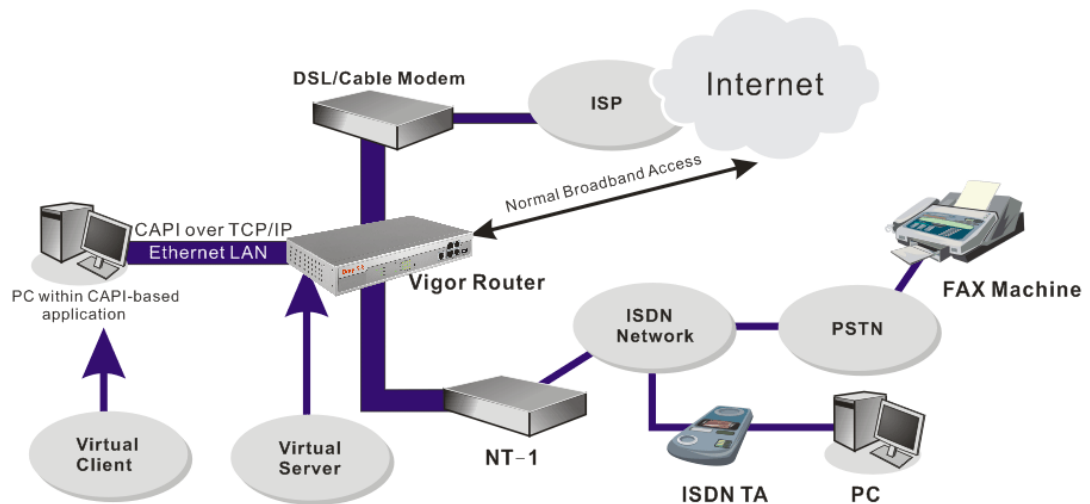 DSL/Cable Modem
ISP
Internet
Normal Broadband Access
CAPI over TCP/IP
Ethernet LAN
Vigor Router
PC within CAPI-based
application
FAX Machine
ISDN
Network
PSTN
Virtual
Client
Virtual
Server
NT-1
ISDN TA
PC